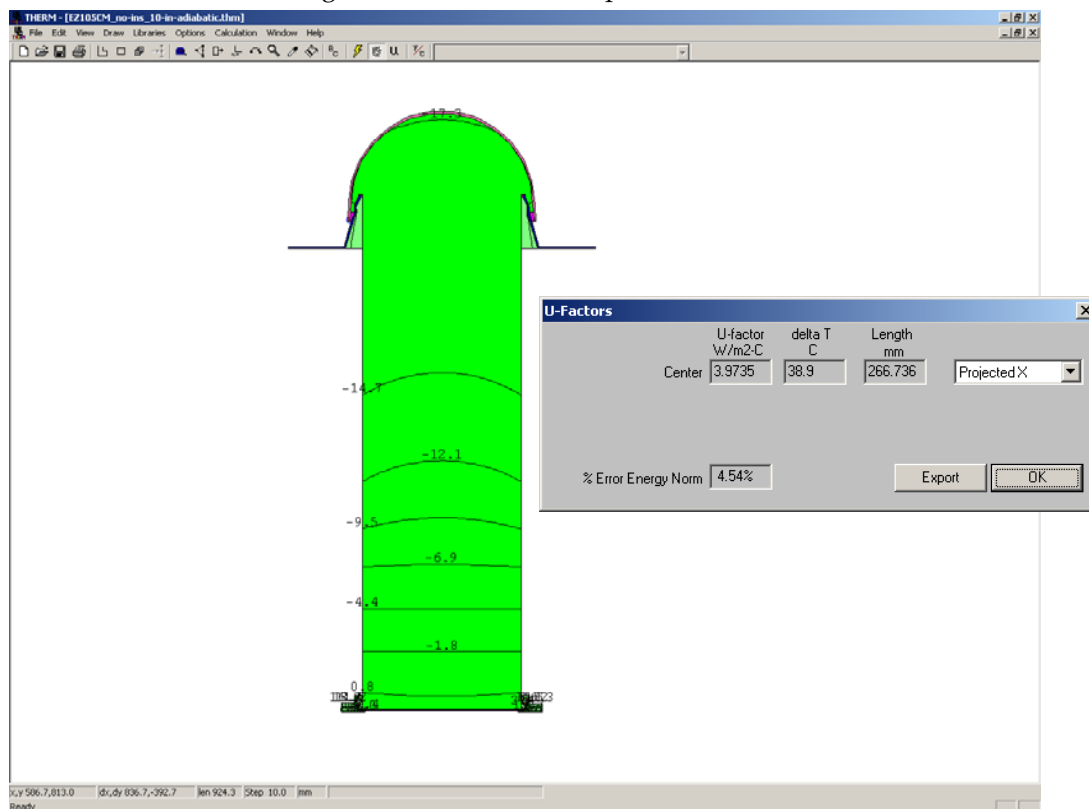 THERM - [EZ10SCM_no-ins_10-in-adiabatic.thm]
File Edit View Draw Libraries Options Calculation Window Help
U.
-17.3
U-Factors
U-factor delta T Length
W/m2-C C mm
Center 3.9735 38.9 266.736 Projected X
-14.7
-12.1
% Error Energy Norm 4.54% Export OK
-9.5
-6.9
-4.4
-1.8
0.8
x,y 586.7,813.0 dx,dy 836.7,-392.7 len 924.3 Step 10.0 mm
Ready